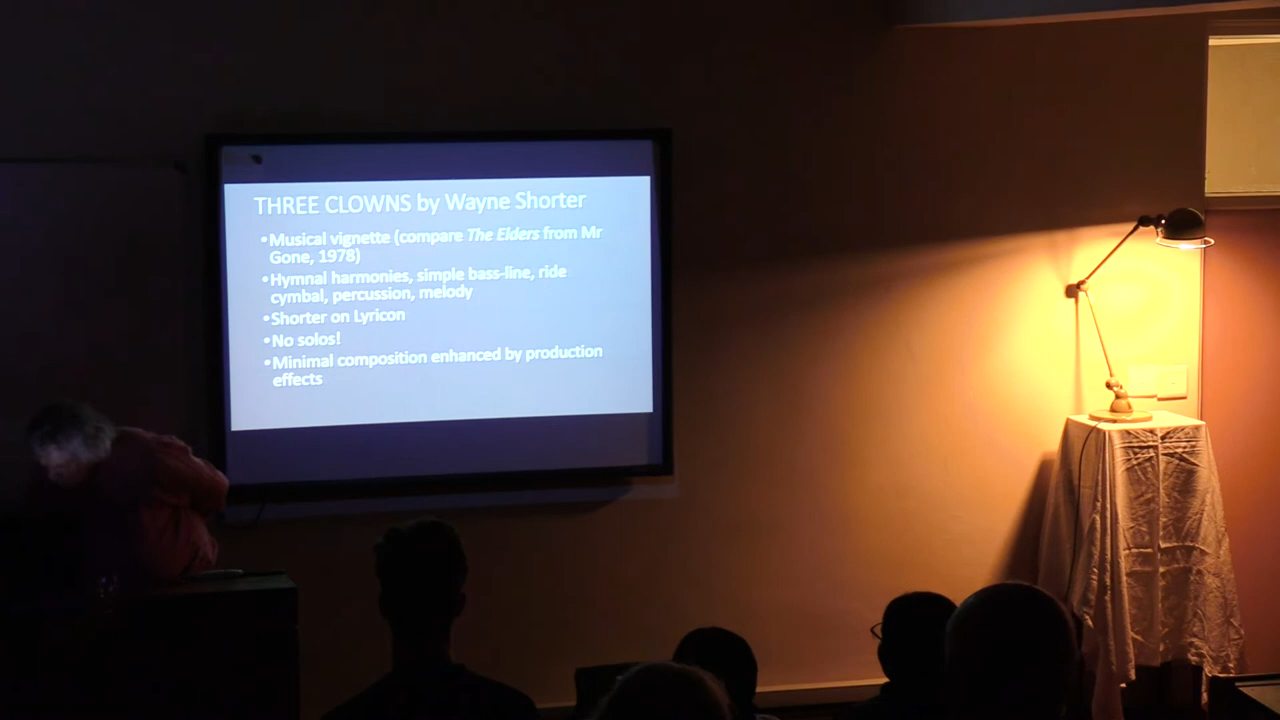 THREE CLOWNS by Wayne Shorter
•Musical vignette (compare The Elders from Mr
Gone, 1978)
•Hymnal harmonies, simple bass-line, ride
cymbal, percussion, melody
•Shorter on Lyricon
•No solos!
•Minimal composition enhanced by production
effects